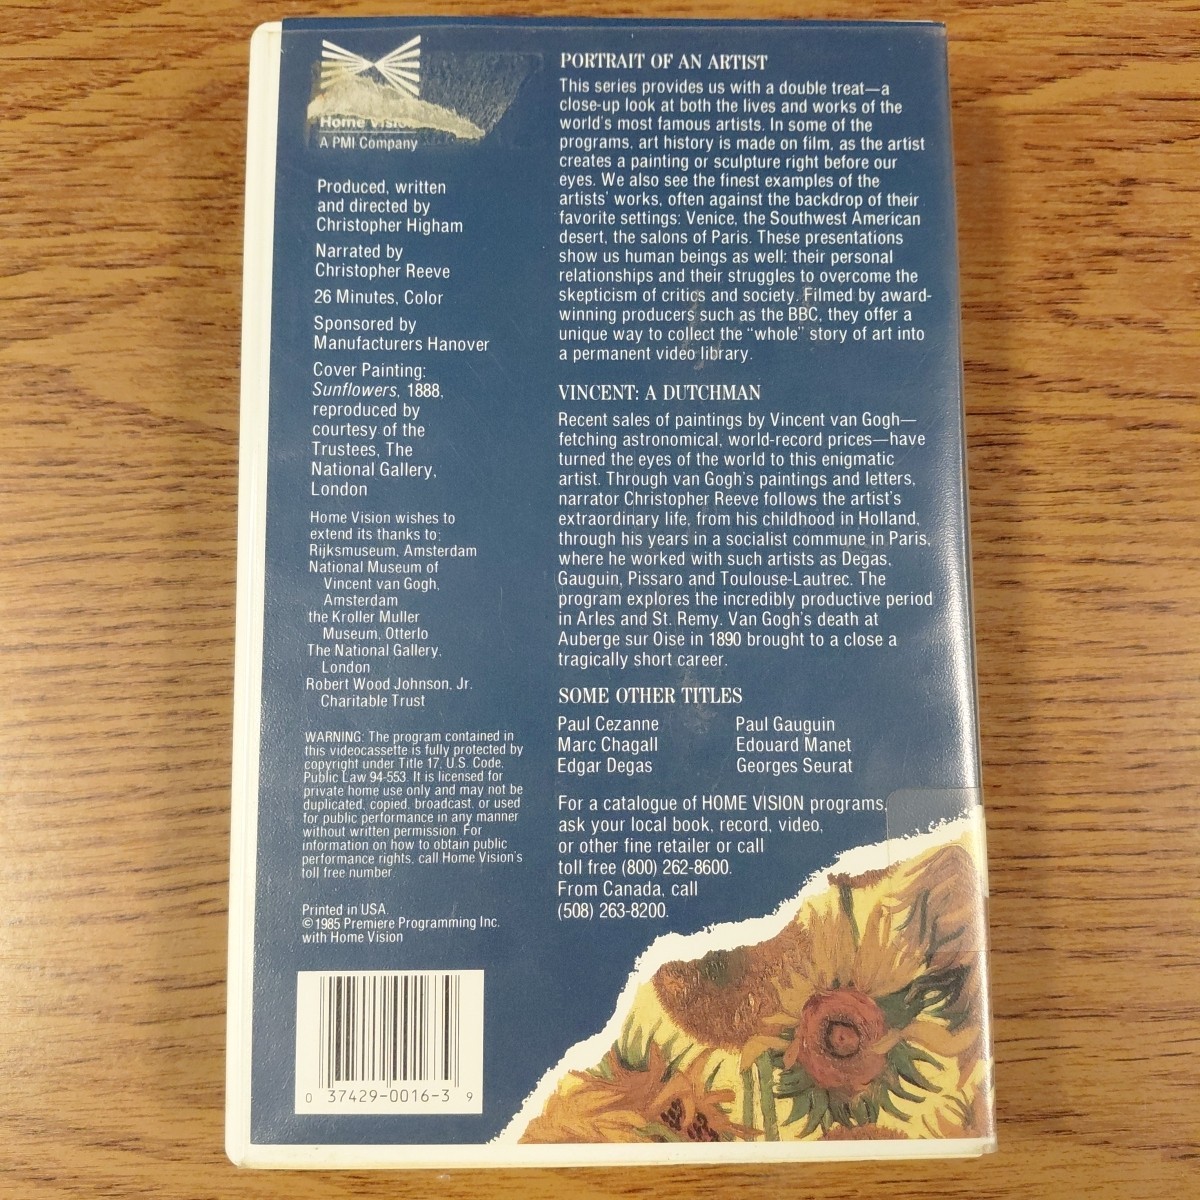 Home Vision
A PMI Company
Produced, written
and directed by
Christopher Higham
Narrated by
Christopher Reeve
26 Minutes, Color
Sponsored by
Manufacturers Hanover
Cover Painting:
Sunflowers, 1888,
reproduced by
courtesy of the
Trustees, The
National Gallery,
London
Home Vision wishes to
extend its thanks to:
Rijksmuseum, Amsterdam
National Museum of
Vincent van Gogh,
Amsterdam
the Kroller Muller
Museum, Otterlo
The National Gallery,
London
Robert Wood Johnson, Jr.
Charitable Trust
WARNING: The program contained in
this videocassette is fully protected by
copyright under Title 17, U.S. Code,
Public Law 94-553. It is licensed for
private home use only and may not be
duplicated, copied, broadcast, or used
for public performance in any manner
without written permission. For
information on how to obtain public
performance rights, call Home Vision's
toll free number.
Printed in USA.
©1985 Premiere Programming Inc.
with Home Vision
0 37429-0016-3 9
PORTRAIT OF AN ARTIST
This series provides us with a double treat—a
close-up look at both the lives and works of the
world's most famous artists. In some of the
programs, art history is made on film, as the artist
creates a painting or sculpture right before our
eyes. We also see the finest examples of the
artists' works, often against the backdrop of their
favorite settings: Venice, the Southwest American
desert, the salons of Paris. These presentations
show us human beings as well: their personal
relationships and their struggles to overcome the
skepticism of critics and society. Filmed by award-
winning producers such as the BBC, they offer a
unique way to collect the "whole" story of art into
a permanent video library.
VINCENT: A DUTCHMAN
Recent sales of paintings by Vincent van Gogh—
fetching astronomical, world-record prices—have
turned the eyes of the world to this enigmatic
artist. Through van Gogh's paintings and letters,
narrator Christopher Reeve follows the artist's
extraordinary life, from his childhood in Holland,
through his years in a socialist commune in Paris,
where he worked with such artists as Degas,
Gauguin, Pissaro and Toulouse-Lautrec. The
program explores the incredibly productive period
in Arles and St. Remy. Van Gogh's death at
Auberge sur Oise in 1890 brought to a close a
tragically short career.
SOME OTHER TITLES
Paul Cezanne Paul Gauguin
Marc Chagall Edouard Manet
Edgar Degas Georges Seurat
For a catalogue of HOME VISION programs,
ask your local book, record, video,
or other fine retailer or call
toll free (800) 262-8600.
From Canada, call
(508) 263-8200.